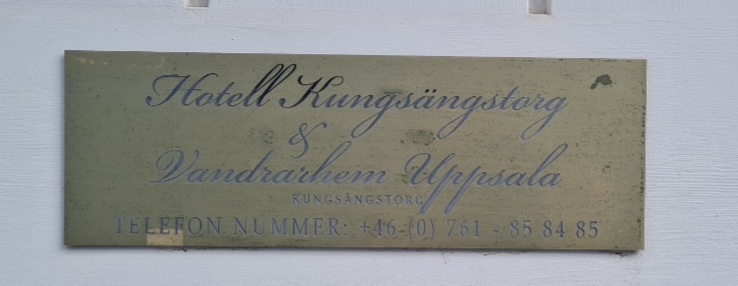 Hotell Kungsängstorg
&
Vandrarhem Uppsala
KUNGSÄNGSTORG
TELEFON NUMMER: +46-(0) 761 - 85 84 85